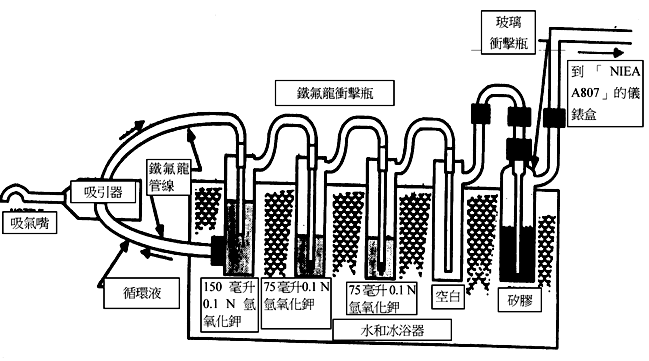 玻璃
衝擊瓶
到「 NIEA
A807」的儀
錶盒
鐵氟龍衝擊瓶
鐵氟龍
管線
吸引器
吸氣嘴
循環液
150 毫升
0.1 N 氫
氧化鉀
75毫升0.1 N
氫氧化鉀
75毫升0.1 N
氫氧化鉀
空白
矽膠
水和冰浴器